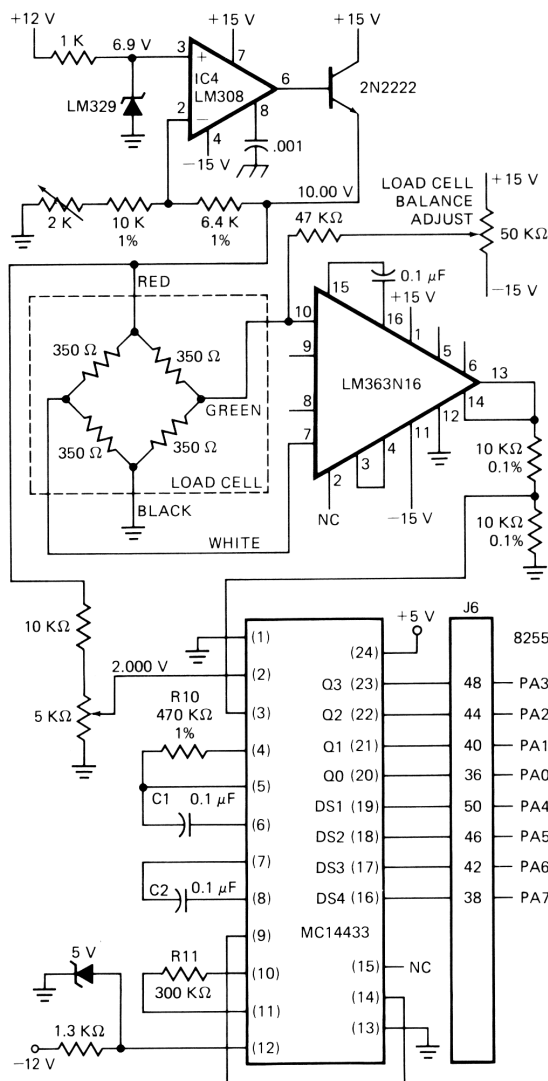 +12 V
+15 V
+15 V
1 K
6.9 V
3
7
+
IC4
LM308
6
2N2222
LM329
2
−
8
4
−15 V
.001
10.00 V
LOAD CELL
BALANCE
ADJUST
+15 V
2 K
10 K
1%
6.4 K
1%
47 KΩ
50 KΩ
−15 V
RED
15
0.1 μF
+15 V
16
1
10
5
6
350 Ω
350 Ω
9
13
LM363N16
14
GREEN
8
12
350 Ω
350 Ω
7
11
4
3
2
10 KΩ
0.1%
LOAD CELL
BLACK
NC
−15 V
WHITE
10 KΩ
0.1%
10 KΩ
2.000 V
5 KΩ
+5 V
J6
8255
(1)
(24)
(2)
Q3 (23)
48
PA3
R10
470 KΩ
1%
(3)
Q2 (22)
44
PA2
(4)
Q1 (21)
40
PA1
(5)
Q0 (20)
36
PA0
C1
0.1 μF
(6)
DS1 (19)
50
PA4
DS2 (18)
46
PA5
(7)
DS3 (17)
42
PA6
C2
0.1 μF
(8)
DS4 (16)
38
PA7
(9)
MC14433
5 V
R11
300 KΩ
(10)
(15)
NC
(11)
(14)
1.3 KΩ
(13)
−12 V
(12)